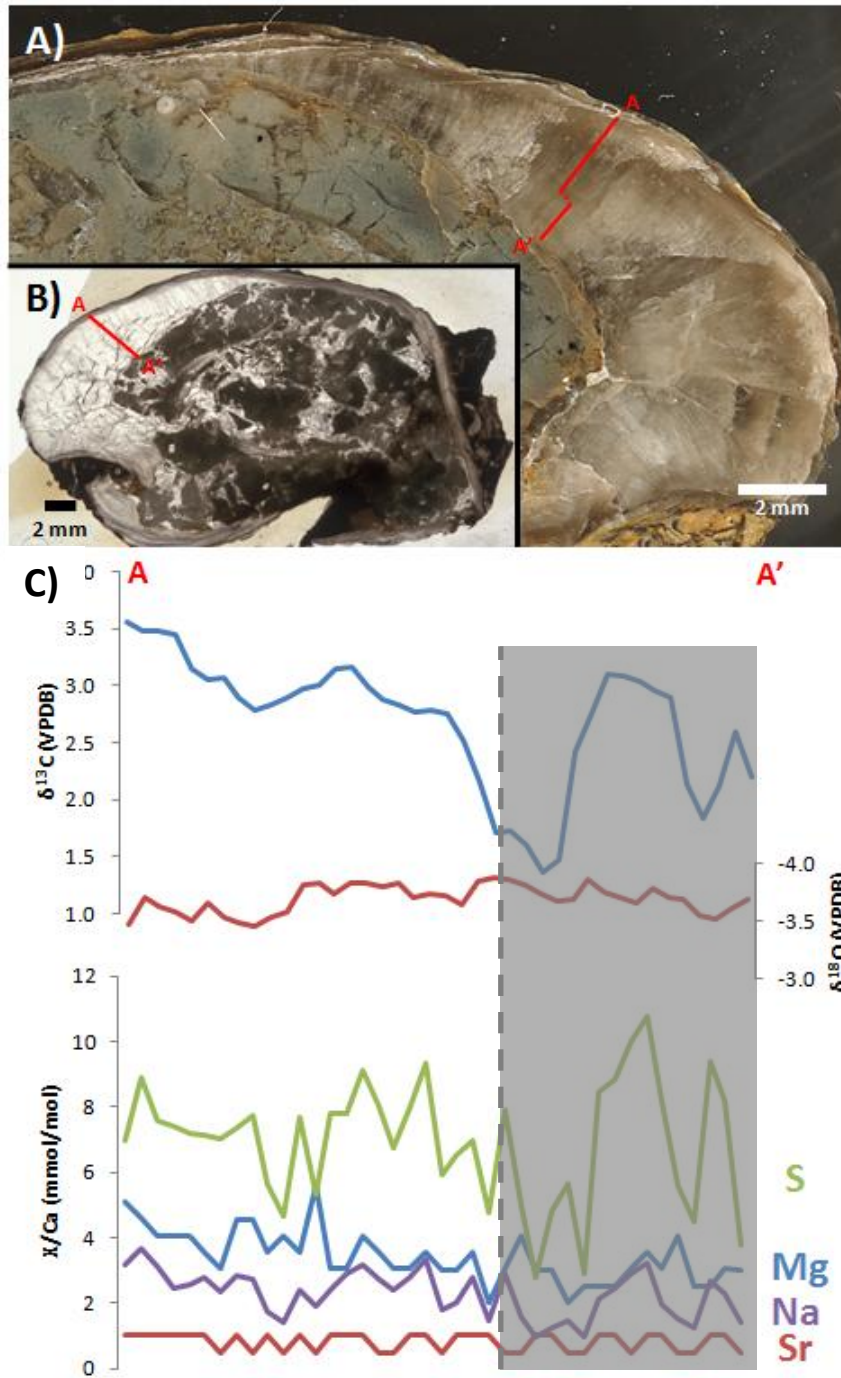 A)
A
A'
B)
A
A'
2 mm
2 mm
C)
A
A'
0
3.5
3.0
2.5
2.0
1.5
1.0
δ13C (VPDB)
-4.0
-3.5
-3.0
δ18O (VPDB)
12
10
8
6
4
2
0
X/Ca (mmol/mol)
S
Mg
Na
Sr